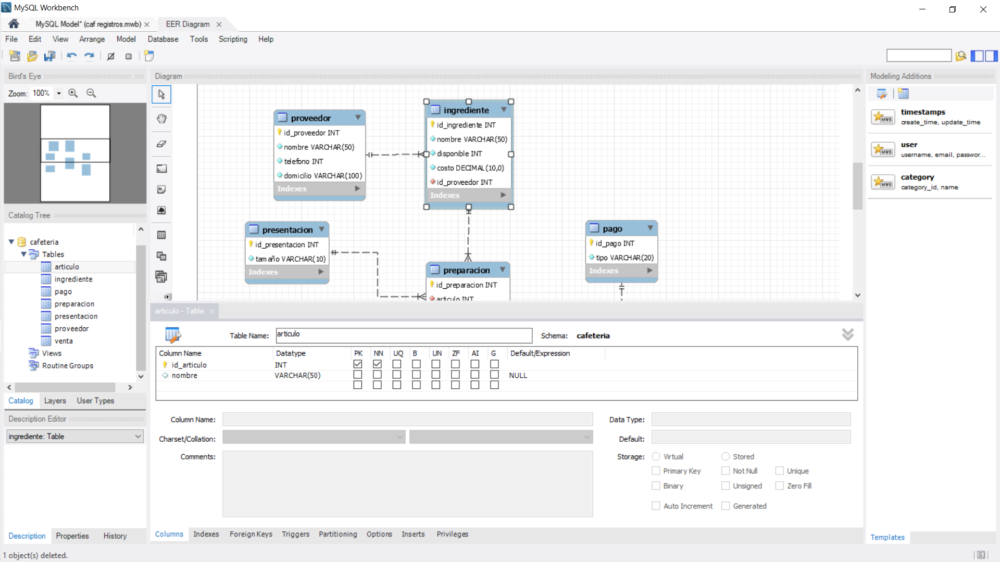 MySQL Workbench
MySQL Model* (caf registros.mwb)
EER Diagram
File Edit View Arrange Model Database Tools Scripting Help
Bird's Eye
Zoom: 100%
Catalog Tree
cafeteria
Tables
articulo
ingrediente
pago
preparacion
presentacion
proveedor
venta
Views
Routine Groups
Catalog Layers User Types
Description Editor
ingrediente: Table
Description Properties History
1 object(s) deleted.
Diagram
proveedor
id_proveedor INT
nombre VARCHAR(50)
telefono INT
domicilio VARCHAR(100)
Indexes
ingrediente
id_ingrediente INT
nombre VARCHAR(50)
disponible INT
costo DECIMAL(10,0)
id_proveedor INT
Indexes
presentacion
id_presentacion INT
tamaño VARCHAR(10)
Indexes
preparacion
id_preparacion INT
articulo INT
pago
id_pago INT
tipo VARCHAR(20)
Indexes
articulo - Table
Table Name: articulo Schema: cafeteria
Column Name Datatype PK NN UQ B UN ZF AI G Default/Expression
id_articulo INT
nombre VARCHAR(50) NULL
Column Name: Data Type:
Charset/Collation: Default:
Comments: Storage: Virtual Stored
Primary Key Not Null Unique
Binary Unsigned Zero Fill
Auto Increment Generated
Columns Indexes Foreign Keys Triggers Partitioning Options Inserts Privileges
Modeling Additions
MWB
timestamps
create_time, update_time
MWB
user
username, email, passwor...
MWB
category
category_id, name
Templates